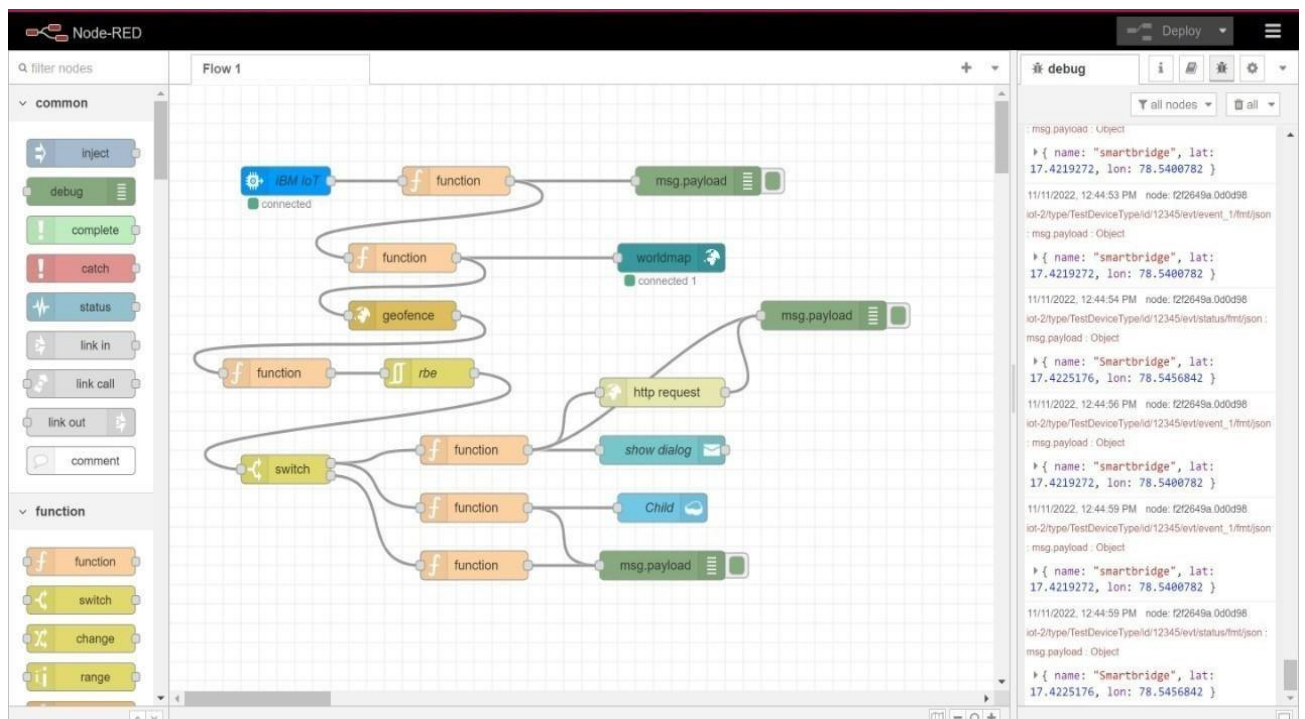 Node-RED
Deploy
filter nodes
Flow 1
debug
i
common
all nodes
all
inject
debug
complete
catch
status
link in
link call
link out
comment
function
function
switch
change
range
IBM IoT
connected
function
msg.payload
function
worldmap
connected 1
geofence
msg.payload
function
rbe
http request
switch
function
show dialog
function
Child
function
msg.payload
: msg.payload : Object
{ name: "smartbridge", lat:
17.4219272, lon: 78.5400782 }
11/11/2022, 12:44:53 PM node: f2f2649a.0d0d98
iot-2/type/TestDeviceType/id/12345/evt/event_1/fmt/json
: msg.payload : Object
{ name: "smartbridge", lat:
17.4219272, lon: 78.5400782 }
11/11/2022, 12:44:54 PM node: f2f2649a.0d0d98
iot-2/type/TestDeviceType/id/12345/evt/status/fmt/json :
msg.payload : Object
{ name: "Smartbridge", lat:
17.4225176, lon: 78.5456842 }
11/11/2022, 12:44:56 PM node: f2f2649a.0d0d98
iot-2/type/TestDeviceType/id/12345/evt/event_1/fmt/json
: msg.payload : Object
{ name: "smartbridge", lat:
17.4219272, lon: 78.5400782 }
11/11/2022, 12:44:59 PM node: f2f2649a.0d0d98
iot-2/type/TestDeviceType/id/12345/evt/event_1/fmt/json
: msg.payload : Object
{ name: "smartbridge", lat:
17.4219272, lon: 78.5400782 }
11/11/2022, 12:44:59 PM node: f2f2649a.0d0d98
iot-2/type/TestDeviceType/id/12345/evt/status/fmt/json :
msg.payload : Object
{ name: "Smartbridge", lat:
17.4225176, lon: 78.5456842 }